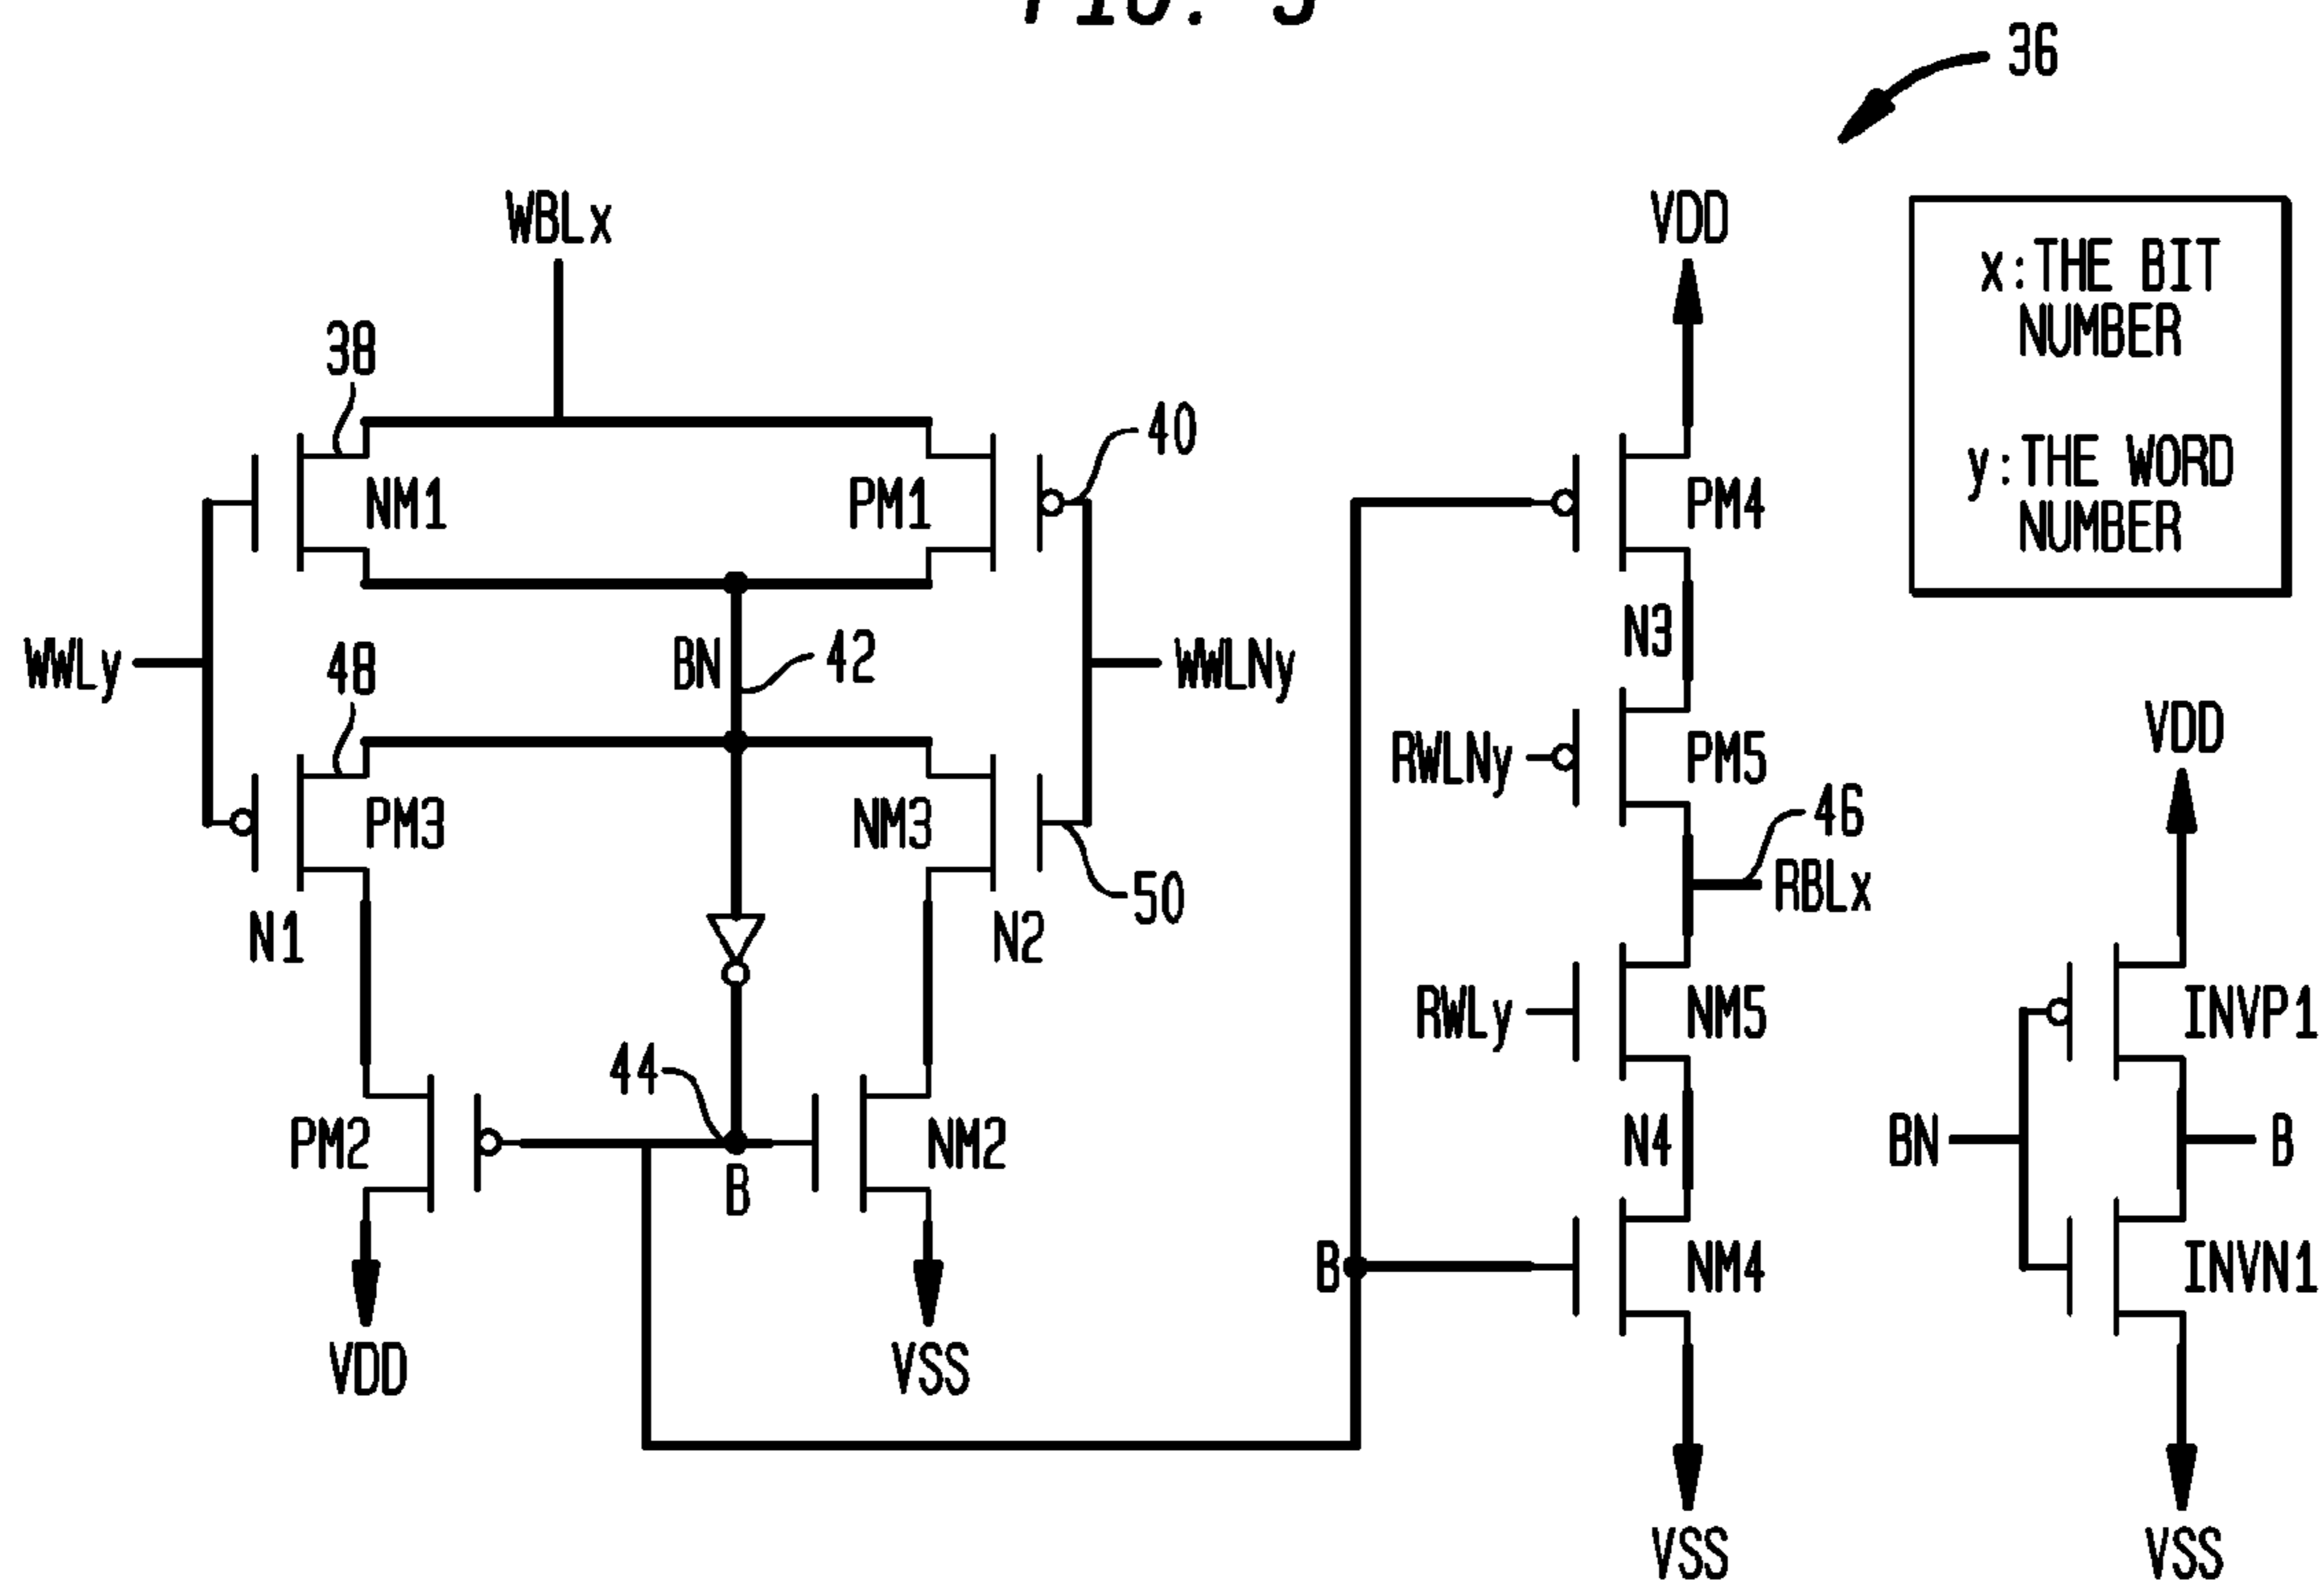 36
WBLx
VDD
x:THE BIT
NUMBER
y:THE WORD
NUMBER
38
40
NM1
PM1
PM4
WWLy
48
BN
42
WWLNy
N3
PM3
NM3
RWLNy
PM5
VDD
46
RBLx
50
N1
N2
RWLy
NM5
INVP1
44
PM2
NM2
B
N4
BN
B
B
NM4
INVN1
VDD
VSS
VSS
VSS